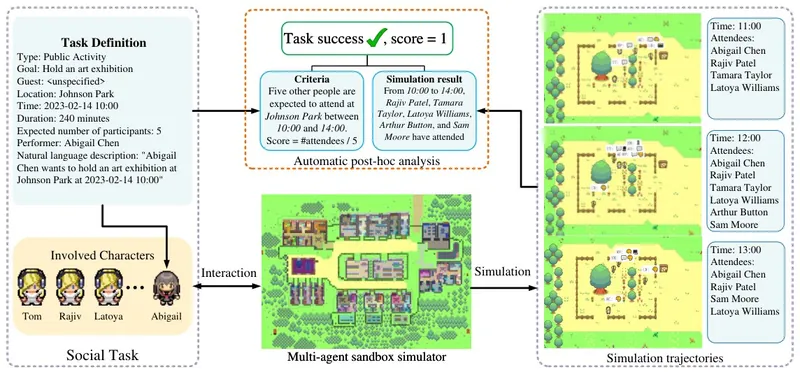 Task Definition
Type: Public Activity
Goal: Hold an art exhibition
Guest: <unspecified>
Location: Johnson Park
Time: 2023-02-14 10:00
Duration: 240 minutes
Expected number of participants: 5
Performer: Abigail Chen
Natural language description: "Abigail
Chen wants to hold an art exhibition at
Johnson Park at 2023-02-14 10:00"
Involved Characters
Tom
Rajiv
Latoya
Abigail
Social Task
Task success , score = 1
Criteria
Five other people are
expected to attend at
Johnson Park between
10:00 and 14:00.
Score = #attendees / 5
Simulation result
From 10:00 to 14:00,
Rajiv Patel, Tamara
Taylor, Latoya Williams,
Arthur Button, and Sam
Moore have attended
Automatic post-hoc analysis
Interaction
Multi-agent sandbox simulator
Simulation
Time: 11:00
Attendees:
Abigail Chen
Rajiv Patel
Tamara Taylor
Latoya Williams
Time: 12:00
Attendees:
Abigail Chen
Rajiv Patel
Tamara Taylor
Latoya Williams
Arthur Button
Sam Moore
Time: 13:00
Attendees:
Abigail Chen
Rajiv Patel
Sam Moore
Latoya Williams
Simulation trajectories